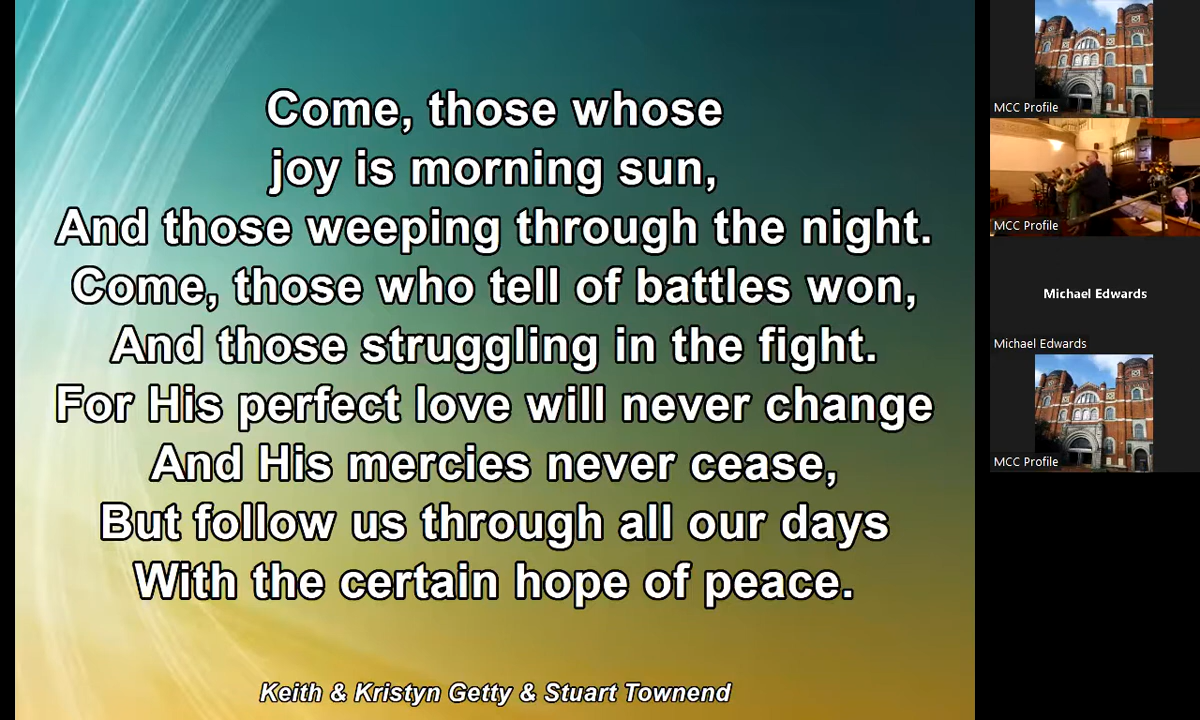 Come, those whose
joy is morning sun,
And those weeping through the night.
Come, those who tell of battles won,
And those struggling in the fight.
For His perfect love will never change
And His mercies never cease,
But follow us through all our days
With the certain hope of peace.
Keith & Kristyn Getty & Stuart Townend
MCC Profile
MCC Profile
Michael Edwards
Michael Edwards
MCC Profile